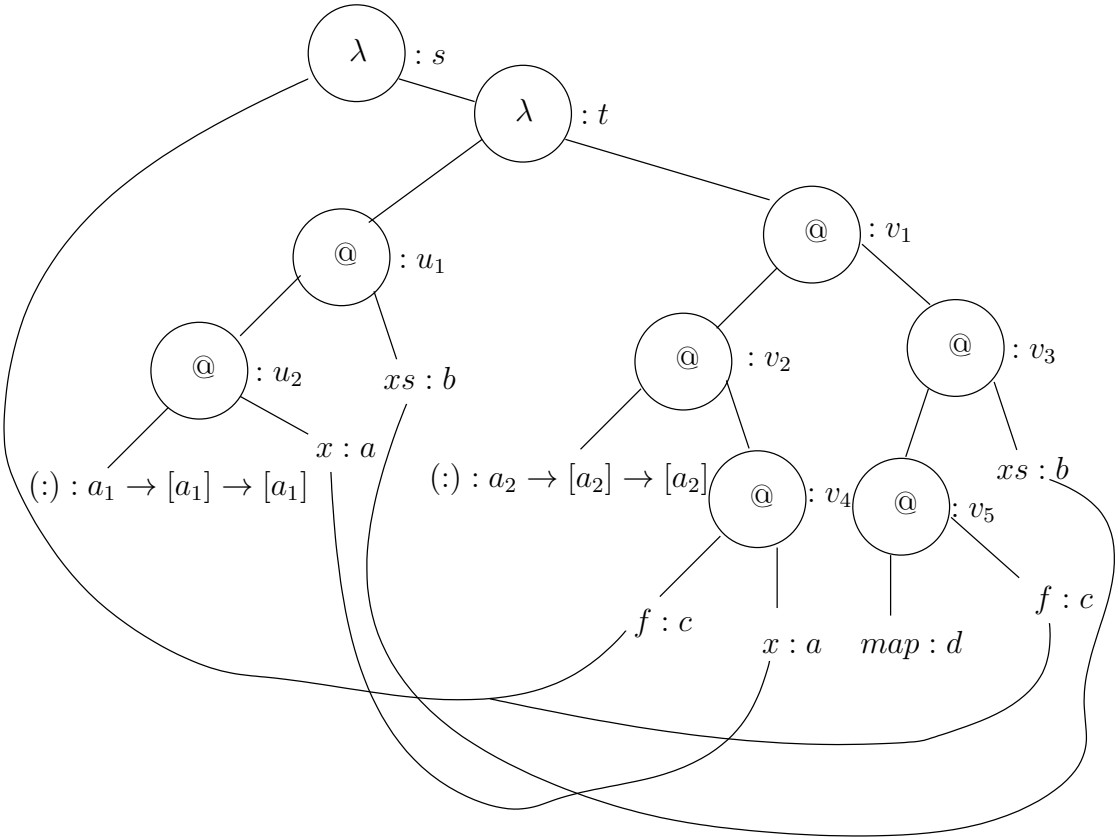 λ : s
λ : t
@ : v₁
@ : u₁
@ : v₂
@ : v₃
@ : u₂
xs : b
x : a
(:) : a₁ → [a₁] → [a₁]
(:) : a₂ → [a₂] → [a₂]
@ : v₄
@ : v₅
xs : b
f : c
x : a
map : d
f : c